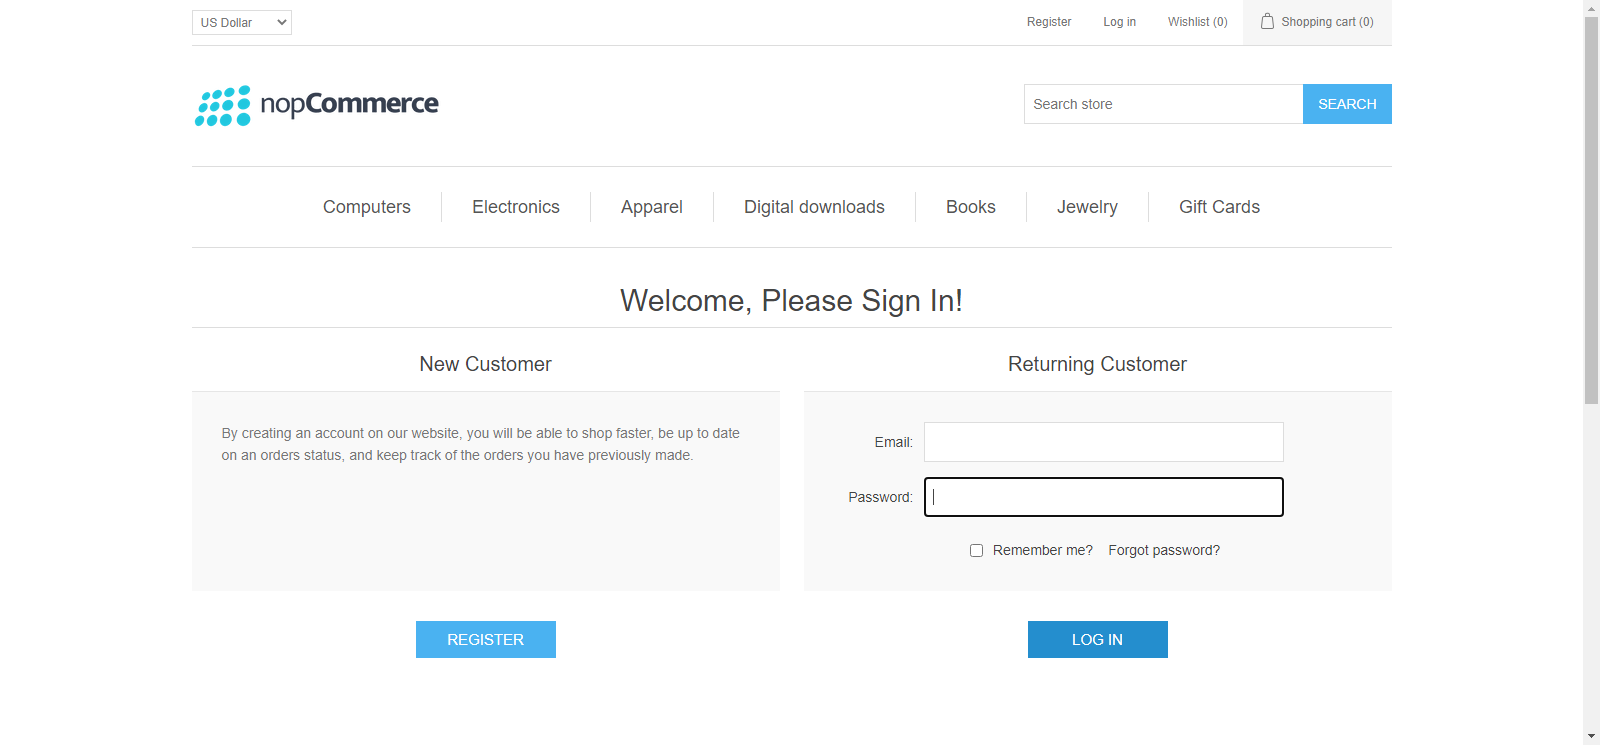 US Dollar
Register
Log in
Wishlist (0)
Shopping cart (0)
nopCommerce
Search store
SEARCH
Computers
Electronics
Apparel
Digital downloads
Books
Jewelry
Gift Cards
Welcome, Please Sign In!
New Customer
By creating an account on our website, you will be able to shop faster, be up to date
on an orders status, and keep track of the orders you have previously made.
REGISTER
Returning Customer
Email:
Password:
Remember me?
Forgot password?
LOG IN